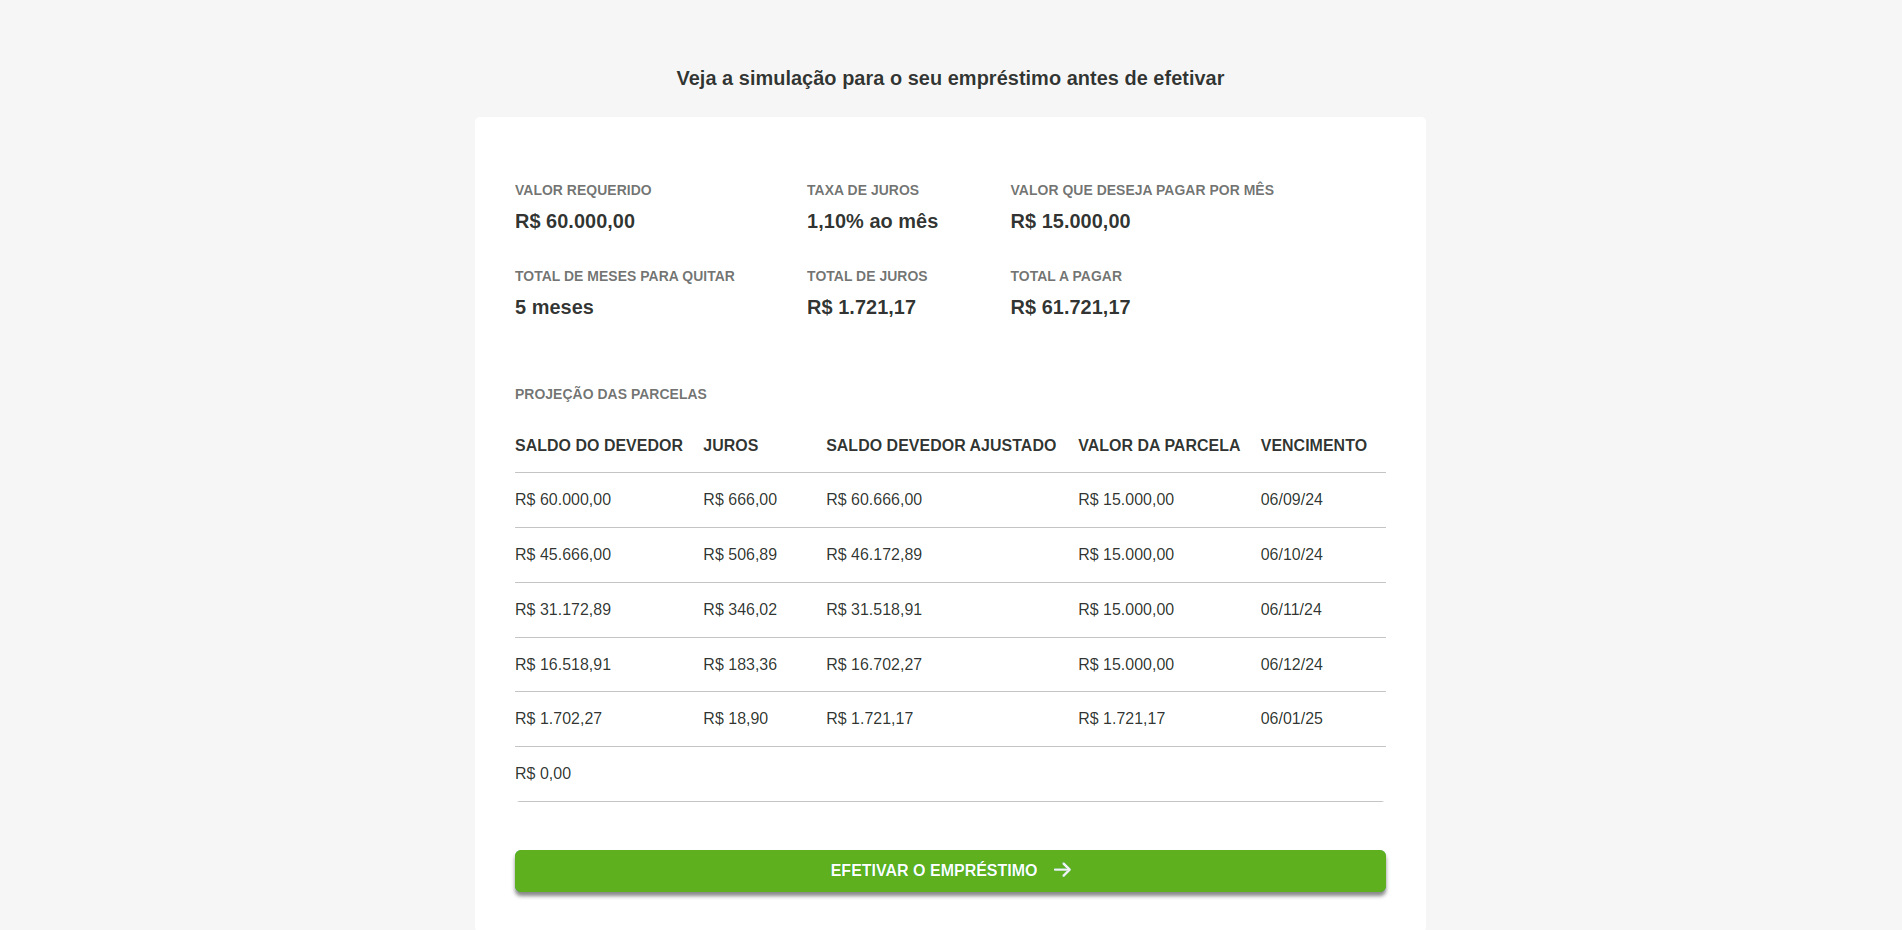 Veja a simulação para o seu empréstimo antes de efetivar
VALOR REQUERIDO TAXA DE JUROS VALOR QUE DESEJA PAGAR POR MÊS
R$ 60.000,00 1,10% ao mês R$ 15.000,00
TOTAL DE MESES PARA QUITAR TOTAL DE JUROS TOTAL A PAGAR
5 meses R$ 1.721,17 R$ 61.721,17
PROJEÇÃO DAS PARCELAS
SALDO DO DEVEDOR JUROS SALDO DEVEDOR AJUSTADO VALOR DA PARCELA VENCIMENTO
R$ 60.000,00 R$ 666,00 R$ 60.666,00 R$ 15.000,00 06/09/24
R$ 45.666,00 R$ 506,89 R$ 46.172,89 R$ 15.000,00 06/10/24
R$ 31.172,89 R$ 346,02 R$ 31.518,91 R$ 15.000,00 06/11/24
R$ 16.518,91 R$ 183,36 R$ 16.702,27 R$ 15.000,00 06/12/24
R$ 1.702,27 R$ 18,90 R$ 1.721,17 R$ 1.721,17 06/01/25
R$ 0,00
EFETIVAR O EMPRÉSTIMO